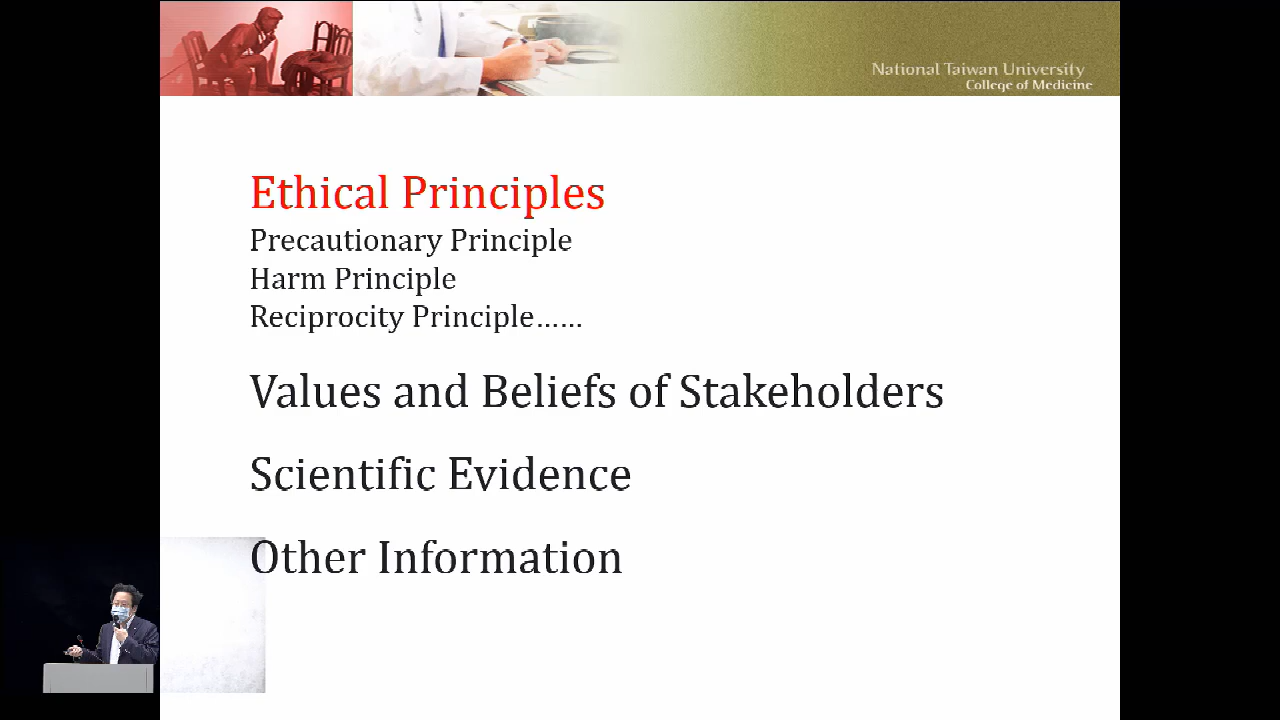 National Taiwan University
College of Medicine
Ethical Principles
Precautionary Principle
Harm Principle
Reciprocity Principle……
Values and Beliefs of Stakeholders
Scientific Evidence
Other Information